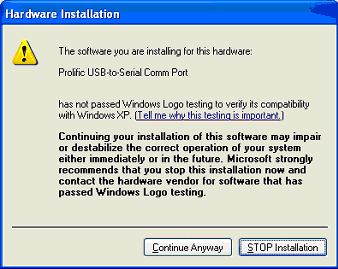 Hardware Installation
The software you are installing for this hardware:
Prolific USB-to-Serial Comm Port
has not passed Windows Logo testing to verify its compatibility
with Windows XP. (Tell me why this testing is important.)
Continuing your installation of this software may impair
or destabilize the correct operation of your system
either immediately or in the future. Microsoft strongly
recommends that you stop this installation now and
contact the hardware vendor for software that has
passed Windows Logo testing.
Continue Anyway
STOP Installation